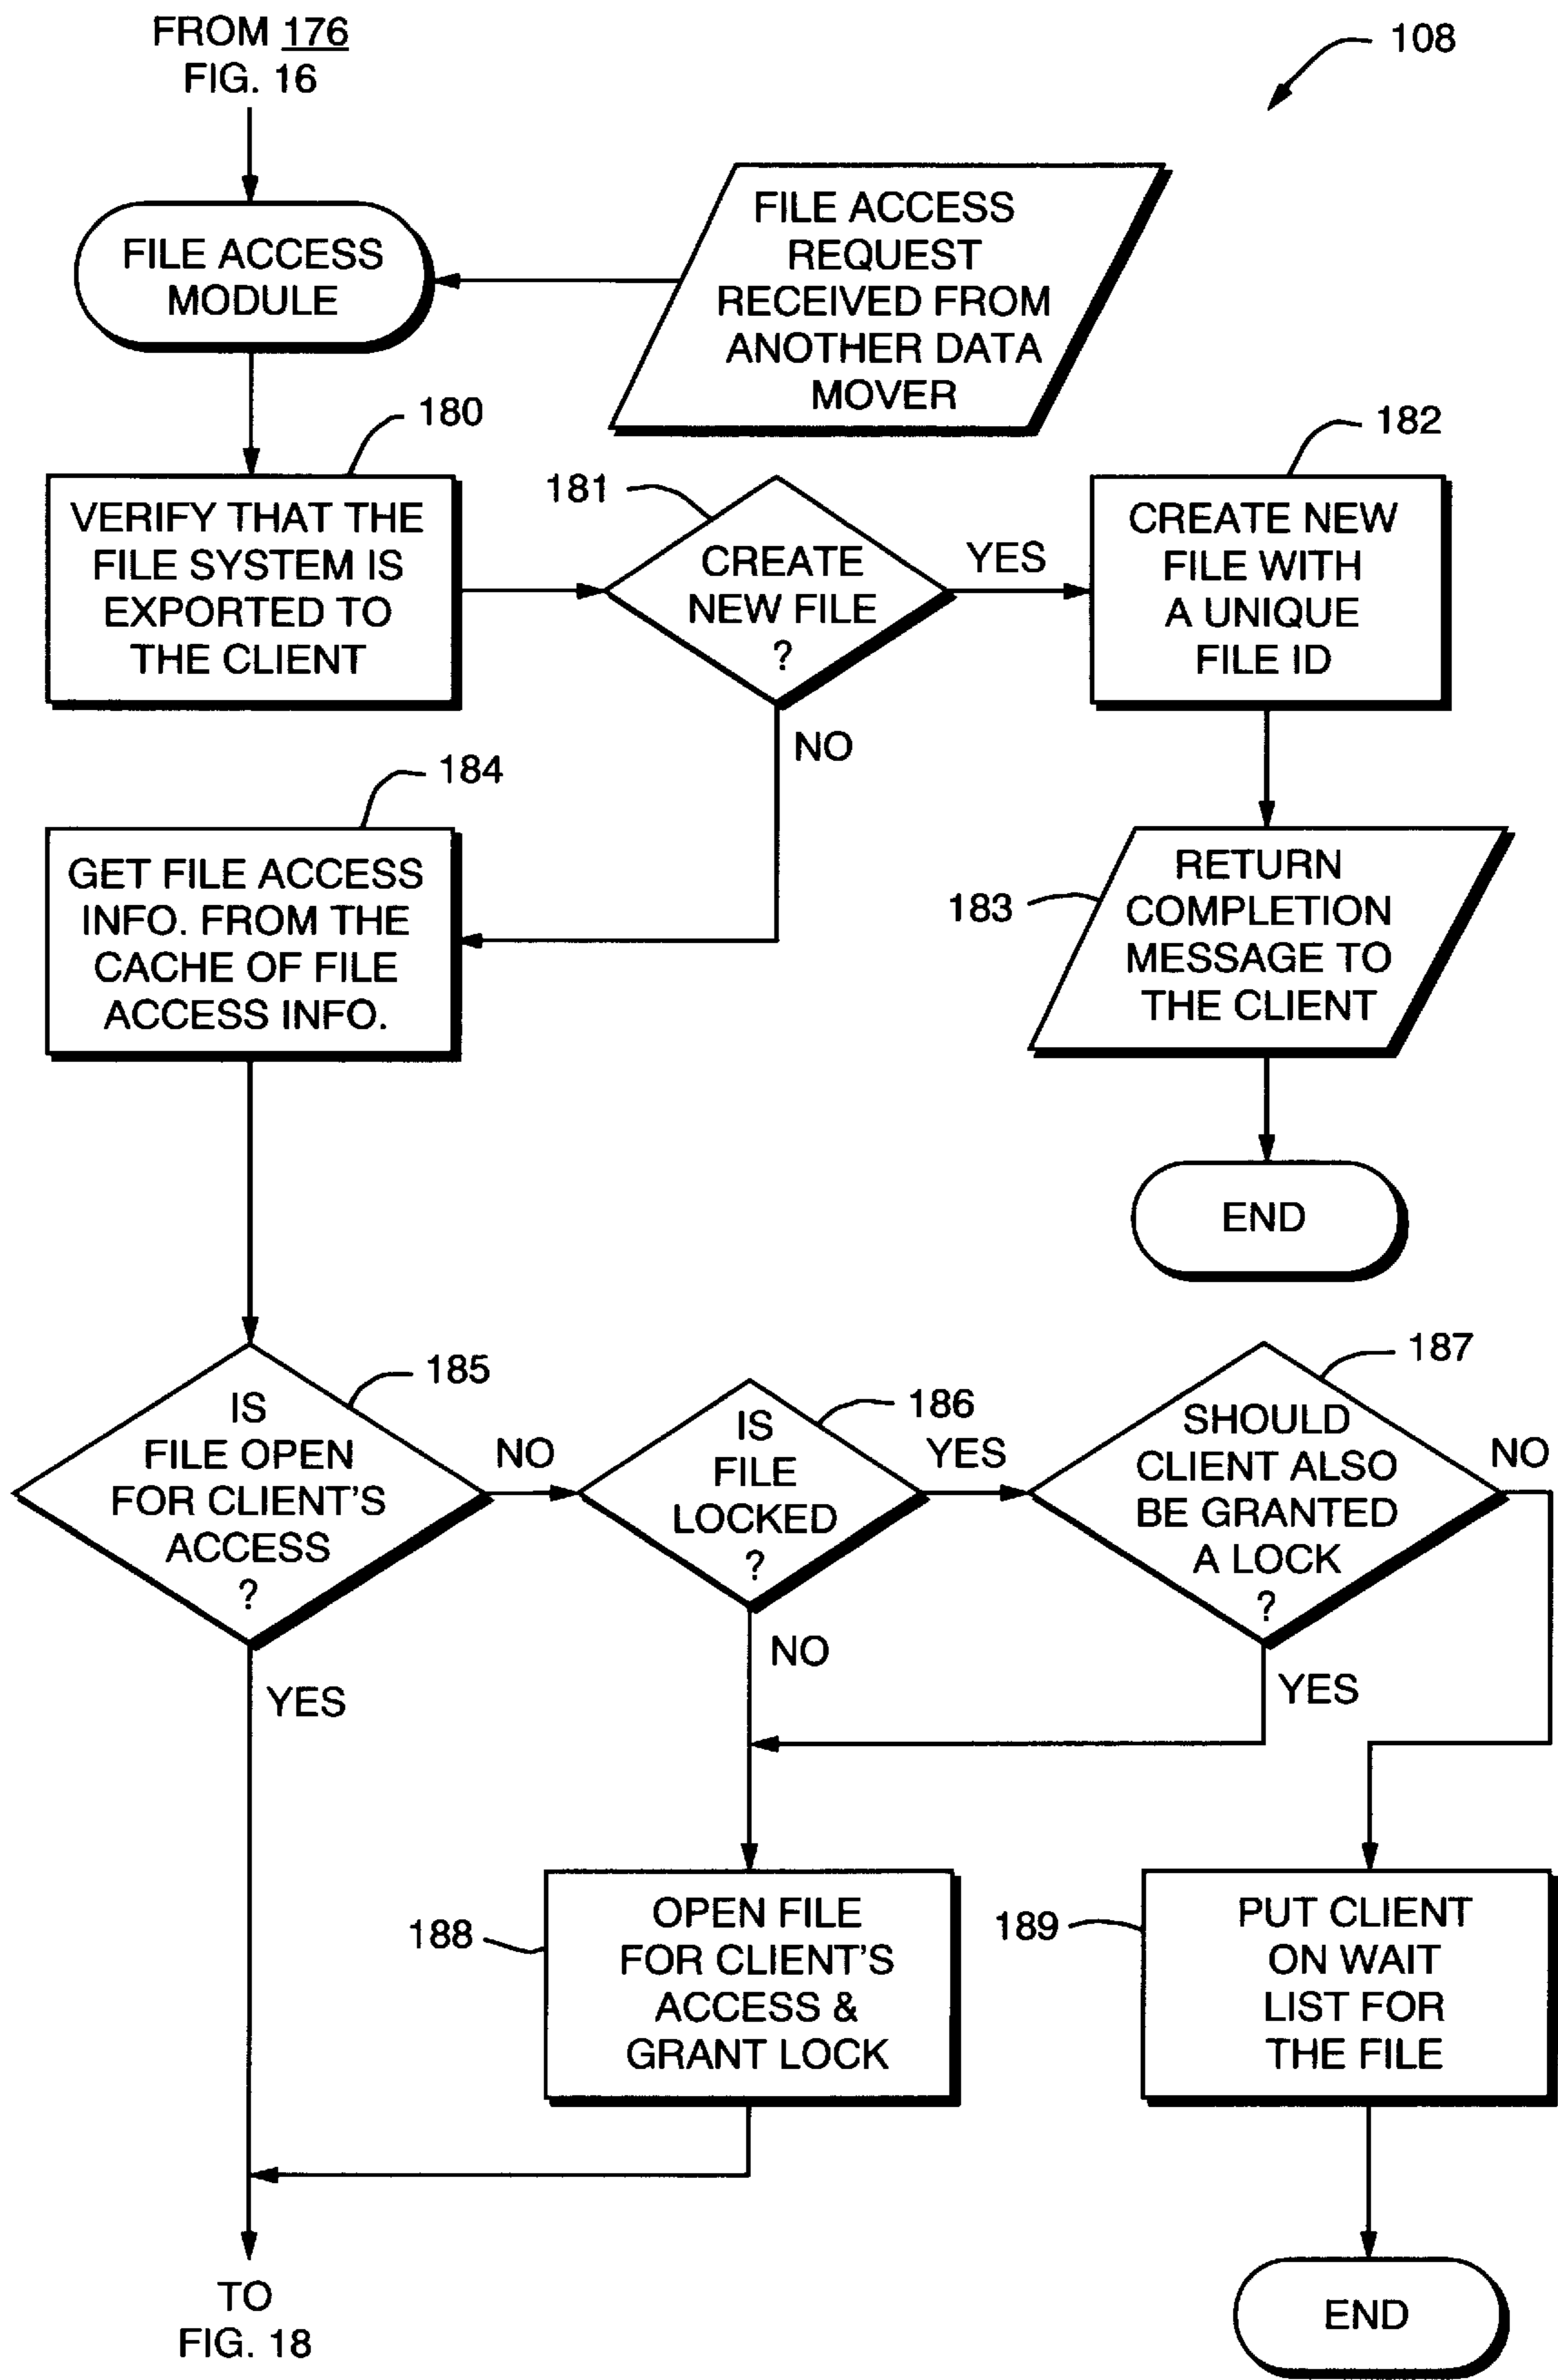 FROM 176
FIG. 16
108
FILE ACCESS
MODULE
FILE ACCESS
REQUEST
RECEIVED FROM
ANOTHER DATA
MOVER
180
VERIFY THAT THE
FILE SYSTEM IS
EXPORTED TO
THE CLIENT
181
CREATE
NEW FILE
?
YES
NO
182
CREATE NEW
FILE WITH
A UNIQUE
FILE ID
183
RETURN
COMPLETION
MESSAGE TO
THE CLIENT
END
184
GET FILE ACCESS
INFO. FROM THE
CACHE OF FILE
ACCESS INFO.
185
IS
FILE OPEN
FOR CLIENT'S
ACCESS
?
NO
YES
186
IS
FILE
LOCKED
?
YES
NO
187
SHOULD
CLIENT ALSO
BE GRANTED
A LOCK
?
NO
YES
188
OPEN FILE
FOR CLIENT'S
ACCESS &
GRANT LOCK
189
PUT CLIENT
ON WAIT
LIST FOR
THE FILE
END
TO
FIG. 18